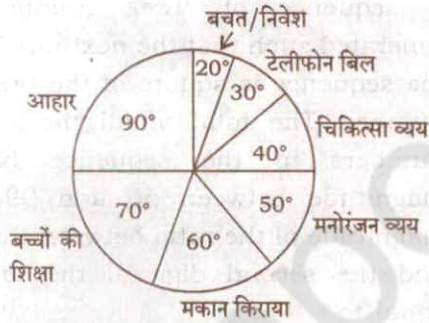 बचत/निवेश
20°
टेलीफोन बिल
30°
आहार
90°
चिकित्सा व्यय
40°
70°
50°
मनोरंजन व्यय
बच्चों की
शिक्षा
60°
मकान किराया